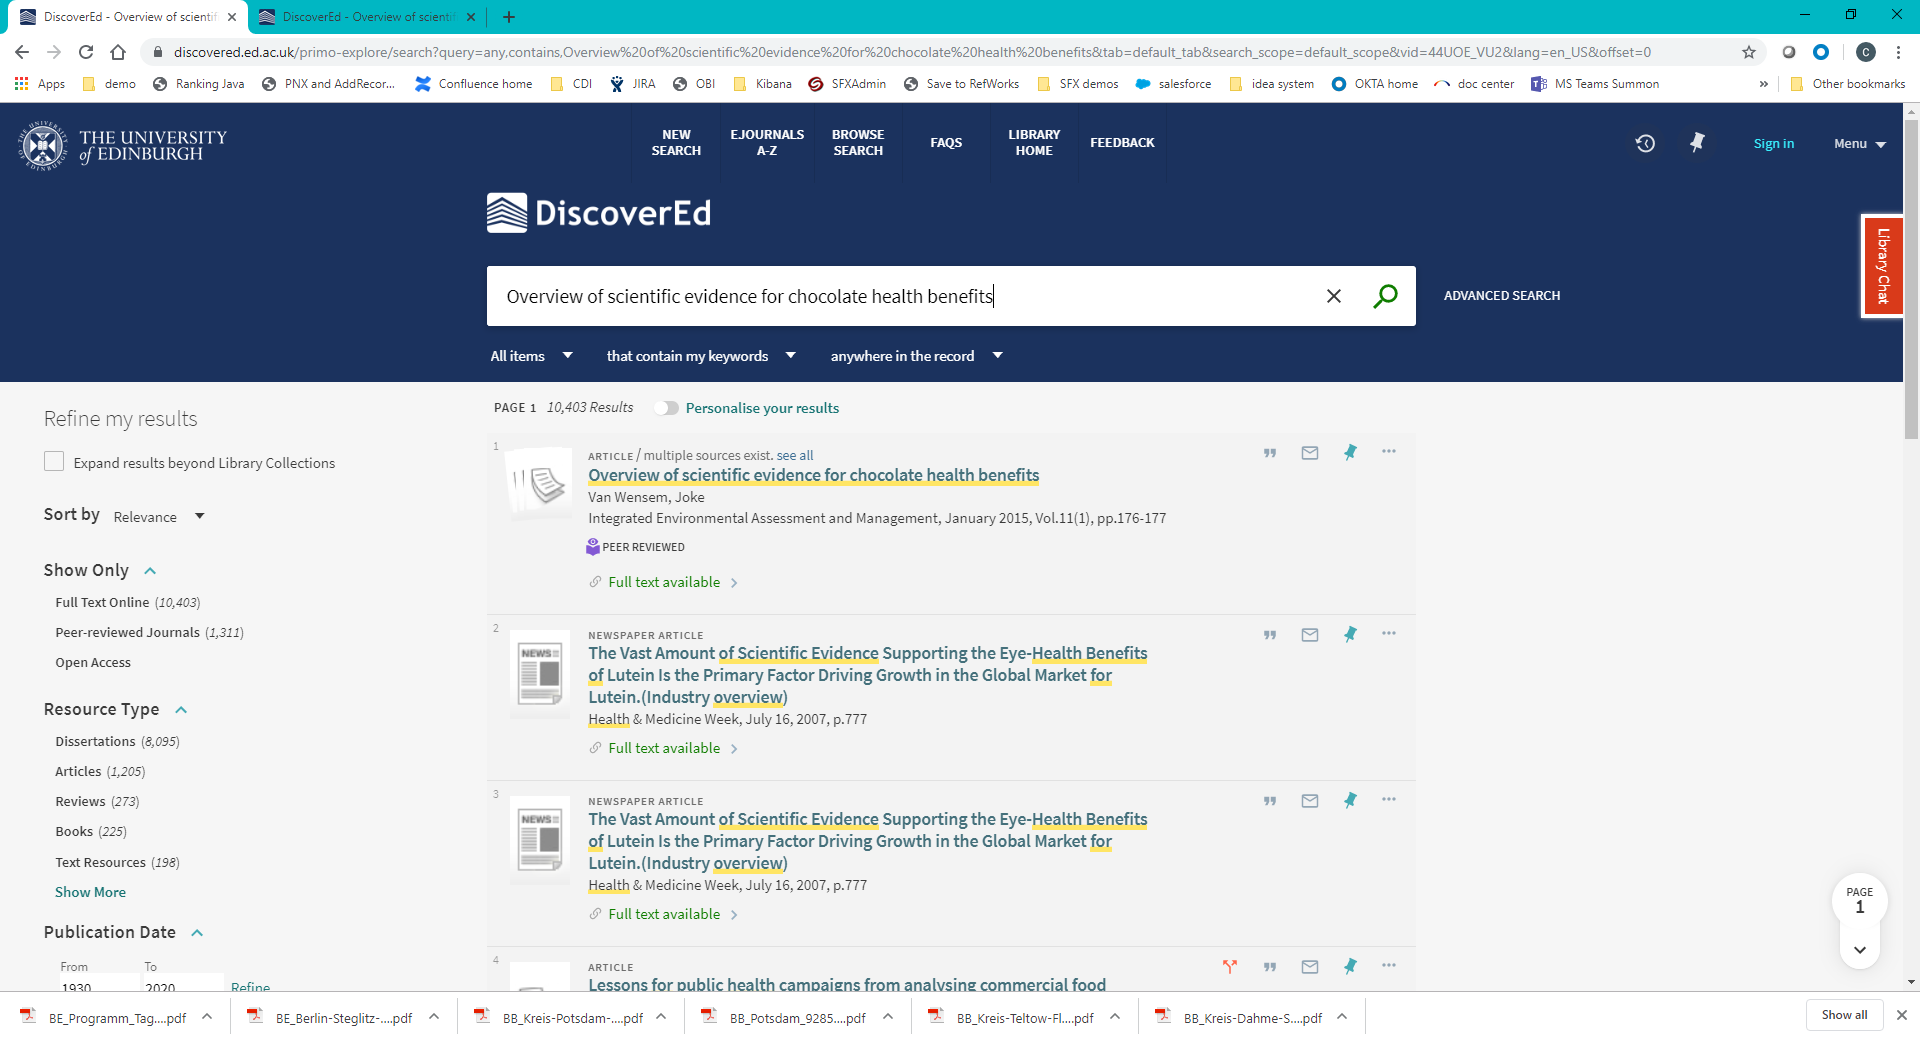 DiscoverEd - Overview of scientif
DiscoverEd - Overview of scienti
discovered.ed.ac.uk/primo-explore/search?query=any,contains,Overview%20of%20scientific%20evidence%20for%20chocolate%20health%20benefits&tab=default_tab&search_scope=default_scope&vid=44UOE_VU2&lang=en_US&offset=0
C
Apps demo Ranking Java PNX and AddRecor... Confluence home CDI JIRA OBI Kibana SFXAdmin Save to RefWorks SFX demos salesforce idea system OKTA home doc center MS Teams Summon » Other bookmarks
THE UNIVERSITY
of EDINBURGH
NEW
SEARCH
EJOURNALS
A-Z
BROWSE
SEARCH
FAQS
LIBRARY
HOME
FEEDBACK
Sign in
Menu
DiscoverEd
Library Chat
Overview of scientific evidence for chocolate health benefits
ADVANCED SEARCH
All items that contain my keywords anywhere in the record
Refine my results
Expand results beyond Library Collections
Sort by Relevance
Show Only
Full Text Online (10,403)
Peer-reviewed Journals (1,311)
Open Access
Resource Type
Dissertations (8,095)
Articles (1,205)
Reviews (273)
Books (225)
Text Resources (198)
Show More
Publication Date
From To
1930 2020 Refine
PAGE 1 10,403 Results Personalise your results
1
ARTICLE / multiple sources exist. see all
Overview of scientific evidence for chocolate health benefits
Van Wensem, Joke
Integrated Environmental Assessment and Management, January 2015, Vol.11(1), pp.176-177
PEER REVIEWED
Full text available
2
NEWS
NEWSPAPER ARTICLE
The Vast Amount of Scientific Evidence Supporting the Eye-Health Benefits
of Lutein Is the Primary Factor Driving Growth in the Global Market for
Lutein.(Industry overview)
Health & Medicine Week, July 16, 2007, p.777
Full text available
3
NEWS
NEWSPAPER ARTICLE
The Vast Amount of Scientific Evidence Supporting the Eye-Health Benefits
of Lutein Is the Primary Factor Driving Growth in the Global Market for
Lutein.(Industry overview)
Health & Medicine Week, July 16, 2007, p.777
Full text available
4
ARTICLE
Lessons for public health campaigns from analysing commercial food
PAGE
1
BE_Programm_Tag....pdf
BE_Berlin-Steglitz-....pdf
BB_Kreis-Potsdam-....pdf
BB_Potsdam_9285....pdf
BB_Kreis-Teltow-Fl....pdf
BB_Kreis-Dahme-S....pdf
Show all